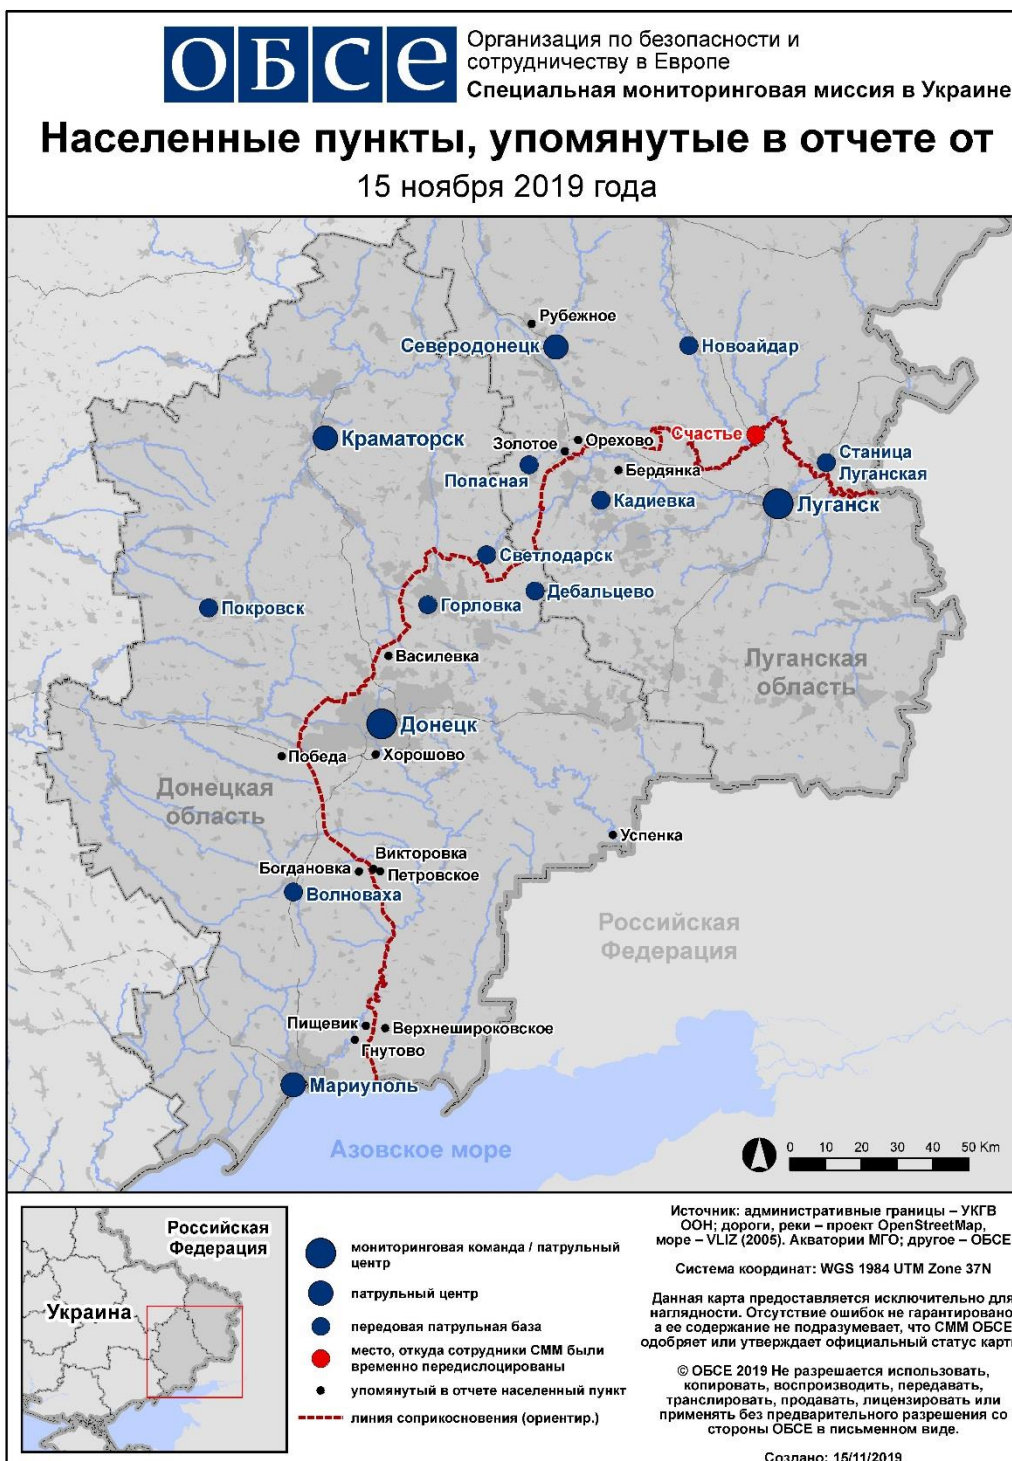 ОБСЕ
Организация по безопасности и
сотрудничеству в Европе
Специальная мониторинговая миссия в Украине
Населенные пункты, упомянутые в отчете от
15 ноября 2019 года
Рубежное
Северодонецк
Новоайдар
Краматорск
Золотое
Орехово
Счастье
Попасная
Бердянка
Станица
Луганская
Кадиевка
Луганск
Светлодарск
Дебальцево
Покровск
Горловка
Василевка
Луганская
область
Донецк
Победа
Хорошово
Донецкая
область
Успенка
Викторовка
Богдановка
Петровское
Волноваха
Российская
Федерация
Пищевик
Верхнешироковское
Гнутово
Мариуполь
Азовское море
0 10 20 30 40 50 Km
Российская
Федерация
Украина
мониторинговая команда / патрульный
центр
патрульный центр
передовая патрульная база
место, откуда сотрудники СММ были
временно передислоцированы
упомянутый в отчете населенный пункт
линия соприкосновения (ориентир.)
Источник: административные границы – УКГВ
ООН; дороги, реки – проект OpenStreetMap,
море – VLIZ (2005). Акватории МГО; другое – ОБСЕ
Система координат: WGS 1984 UTM Zone 37N
Данная карта предоставляется исключительно для
наглядности. Отсутствие ошибок не гарантировано
а ее содержание не подразумевает, что СММ ОБСЕ
одобряет или утверждает официальный статус карт
© ОБСЕ 2019 Не разрешается использовать,
копировать, воспроизводить, передавать,
транслировать, продавать, лицензировать или
применять без предварительного разрешения со
стороны ОБСЕ в письменном виде.
Создано: 15/11/2019